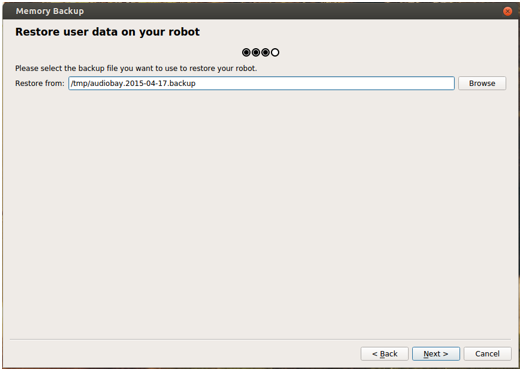 Memory Backup
Restore user data on your robot
Please select the backup file you want to use to restore your robot.
Restore from: /tmp/audiobay.2015-04-17.backup Browse
< Back Next > Cancel